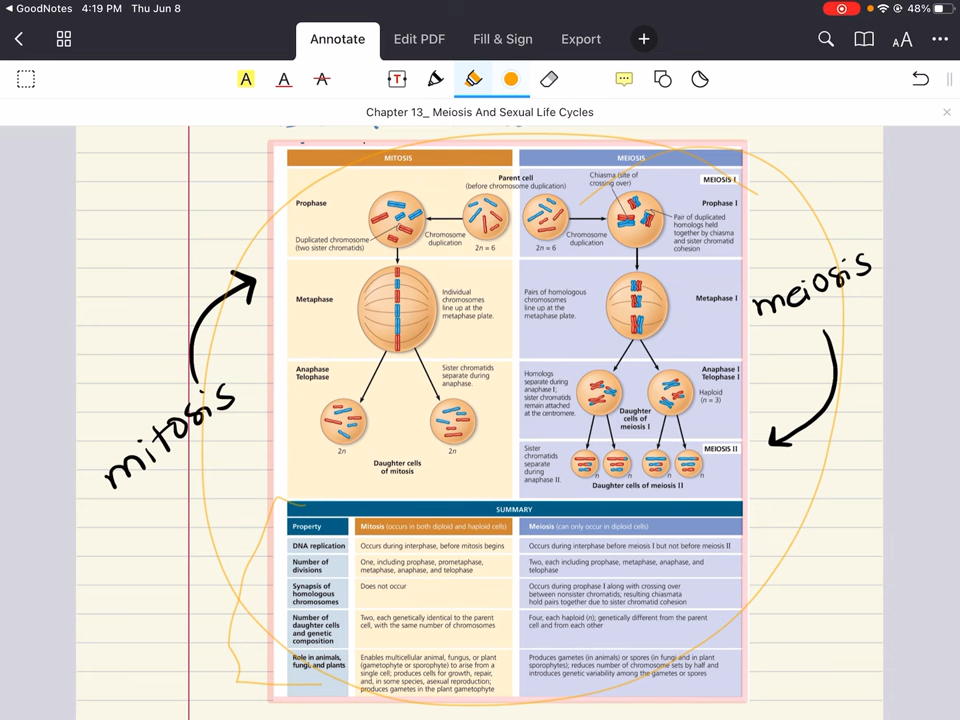 GoodNotes 4:19 PM Thu Jun 8 48%
Annotate Edit PDF Fill & Sign Export
Chapter 13_ Meiosis And Sexual Life Cycles
MITOSIS
MEIOSIS
Parent cell
(before chromosome duplication)
Chiasma (site of
crossing over)
MEIOSIS I
Prophase
Duplicated chromosome
(two sister chromatids)
Chromosome
duplication
2n = 6
2n = 6
Chromosome
duplication
Prophase I
Pair of duplicated
homologs held
together by chiasma
and sister chromatid
cohesion
Metaphase
Individual
chromosomes
line up at the
metaphase plate.
Pairs of homologous
chromosomes
line up at the
metaphase plate.
Metaphase I
Anaphase
Telophase
Sister chromatids
separate during
anaphase.
2n
2n
Daughter cells
of mitosis
Homologs
separate during
anaphase I;
sister chromatids
remain attached
at the centromere.
Anaphase I
Telophase I
Haploid
(n = 3)
Daughter
cells of
meiosis I
Sister
chromatids
separate
during
anaphase II.
MEIOSIS II
n n n n
Daughter cells of meiosis II
mitosis
meiosis
SUMMARY
Property Mitosis (occurs in both diploid and haploid cells) Meiosis (can only occur in diploid cells)
DNA replication Occurs during interphase, before mitosis begins Occurs during interphase before meiosis I but not before meiosis II
Number of
divisions
One, including prophase, prometaphase,
metaphase, anaphase, and telophase
Two, each including prophase, metaphase, anaphase, and
telophase
Synapsis of
homologous
chromosomes
Does not occur
Occurs during prophase I along with crossing over
between nonsister chromatids; resulting chiasmata
hold pairs together due to sister chromatid cohesion
Number of
daughter cells
and genetic
composition
Two, each genetically identical to the parent
cell, with the same number of chromosomes
Four, each haploid (n); genetically different from the parent
cell and from each other
Role in animals,
fungi, and plants
Enables multicellular animal, fungus, or plant
(gametophyte or sporophyte) to arise from a
single cell; produces cells for growth, repair,
and, in some species, asexual reproduction;
produces gametes in the plant gametophyte
Produces gametes (in animals) or spores (in fungi and in plant
sporophytes); reduces number of chromosome sets by half and
introduces genetic variability among the gametes or spores